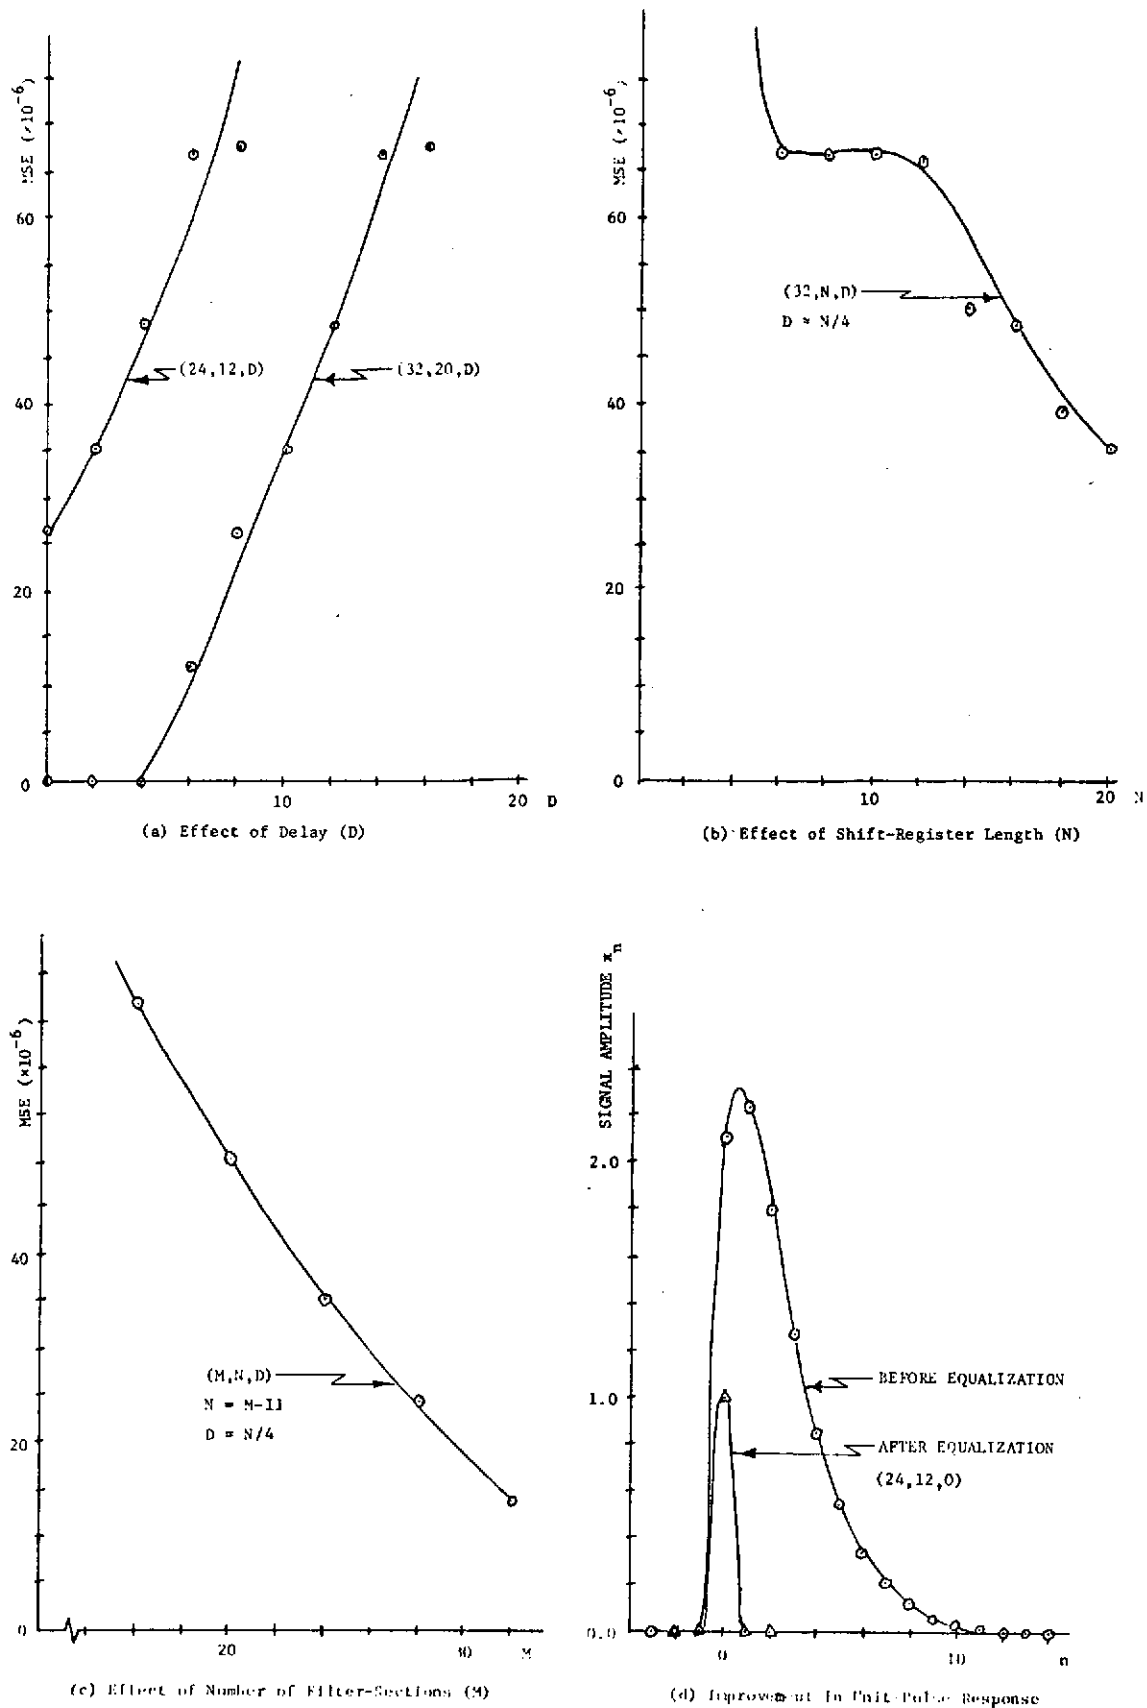 MSE (×10⁻⁶)
60
40
20
0
10
20
D
(24,12,D)
(32,20,D)
(a) Effect of Delay (D)
MSE (×10⁻⁶)
60
40
20
0
10
20
N
(32,N,D)
D = N/4
(b) Effect of Shift-Register Length (N)
MSE (×10⁻⁶)
40
20
0
20
30
M
(M,N,D)
N = M-11
D = N/4
(c) Effect of Number of Filter-Sections (M)
SIGNAL AMPLITUDE xₙ
2.0
1.0
0.0
0
10
n
BEFORE EQUALIZATION
AFTER EQUALIZATION
(24,12,0)
(d) Improvement In Unit-Pulse Response